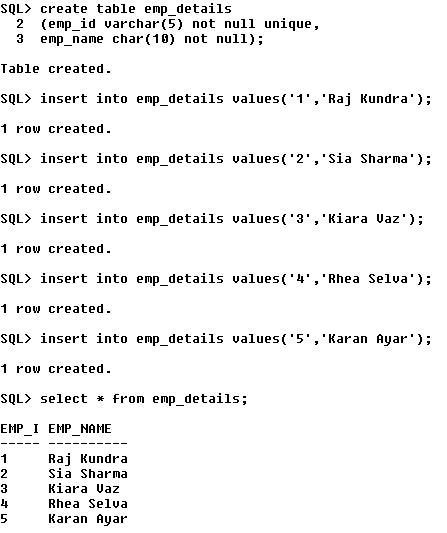 SQL> create table emp_details
2 (emp_id varchar(5) not null unique,
3 emp_name char(10) not null);
Table created.
SQL> insert into emp_details values('1','Raj Kundra');
1 row created.
SQL> insert into emp_details values('2','Sia Sharma');
1 row created.
SQL> insert into emp_details values('3','Kiara Vaz');
1 row created.
SQL> insert into emp_details values('4','Rhea Selva');
1 row created.
SQL> insert into emp_details values('5','Karan Ayar');
1 row created.
SQL> select * from emp_details;
EMP_I EMP_NAME
----- ----------
1 Raj Kundra
2 Sia Sharma
3 Kiara Vaz
4 Rhea Selva
5 Karan Ayar